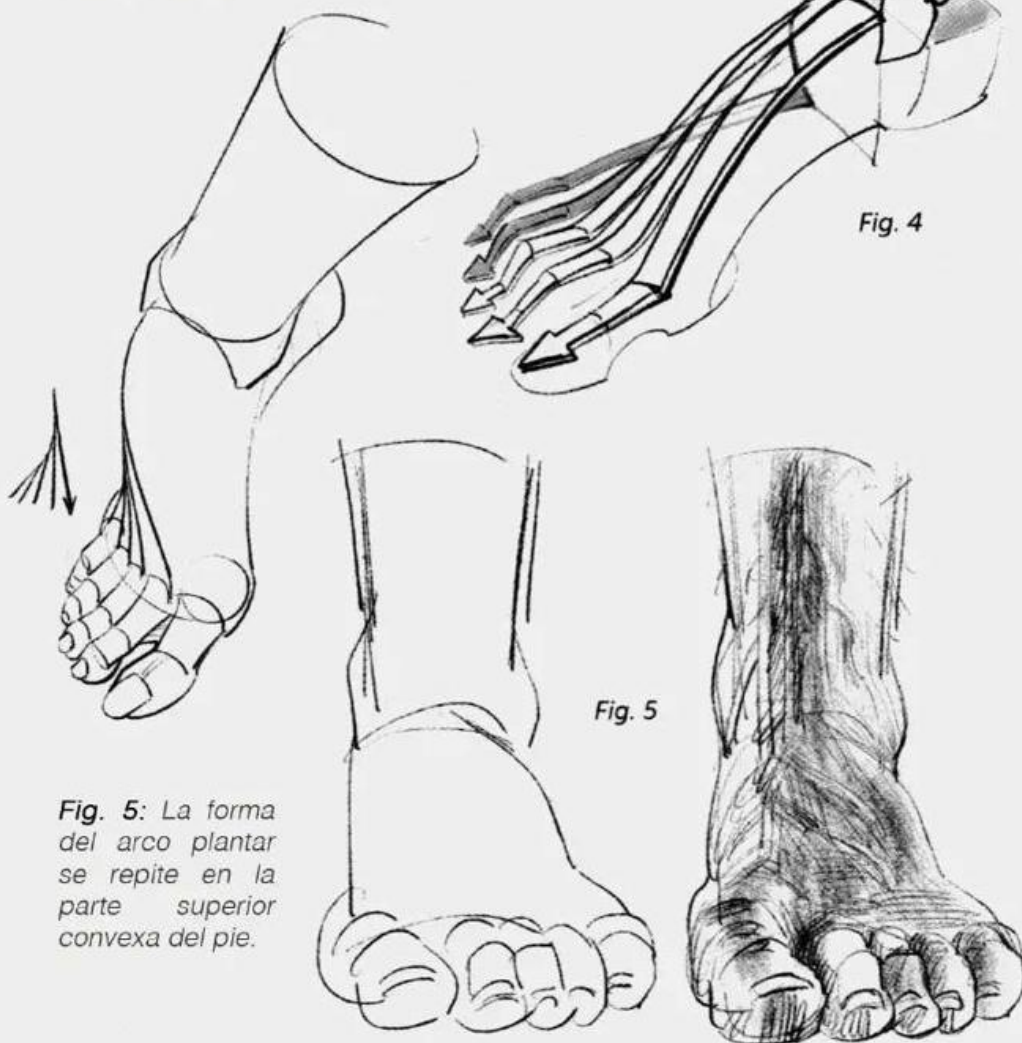 Fig. 4
Fig. 5
Fig. 5: La forma
del arco plantar
se repite en la
parte superior
convexa del pie.